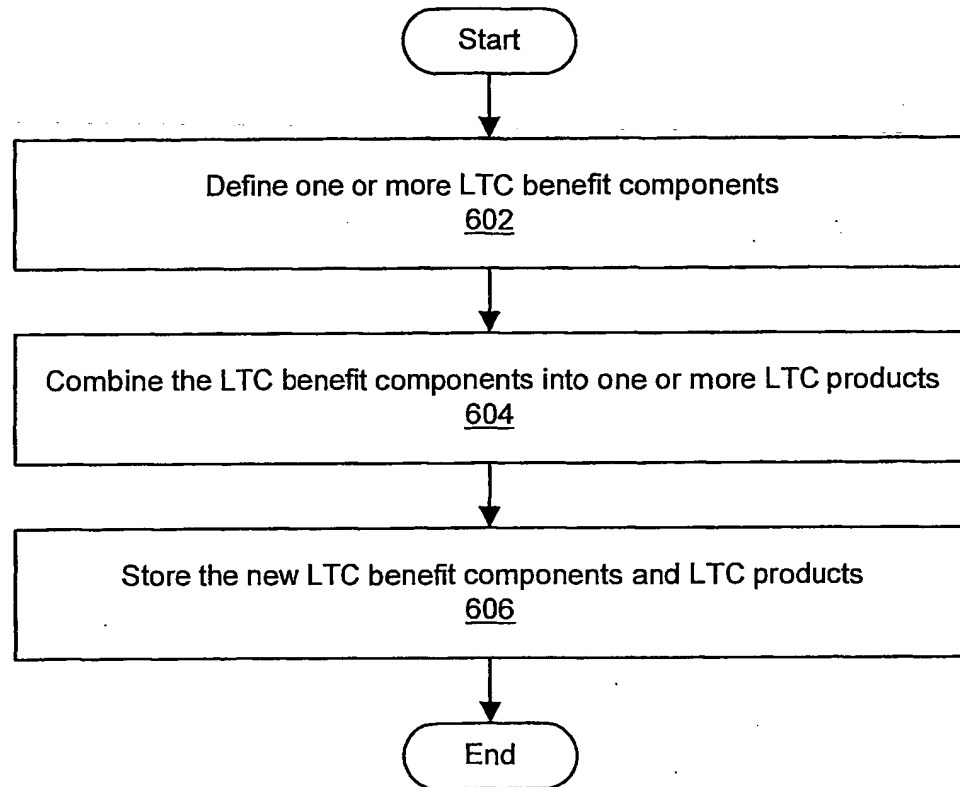 Start
Define one or more LTC benefit components
602
Combine the LTC benefit components into one or more LTC products
604
Store the new LTC benefit components and LTC products
606
End